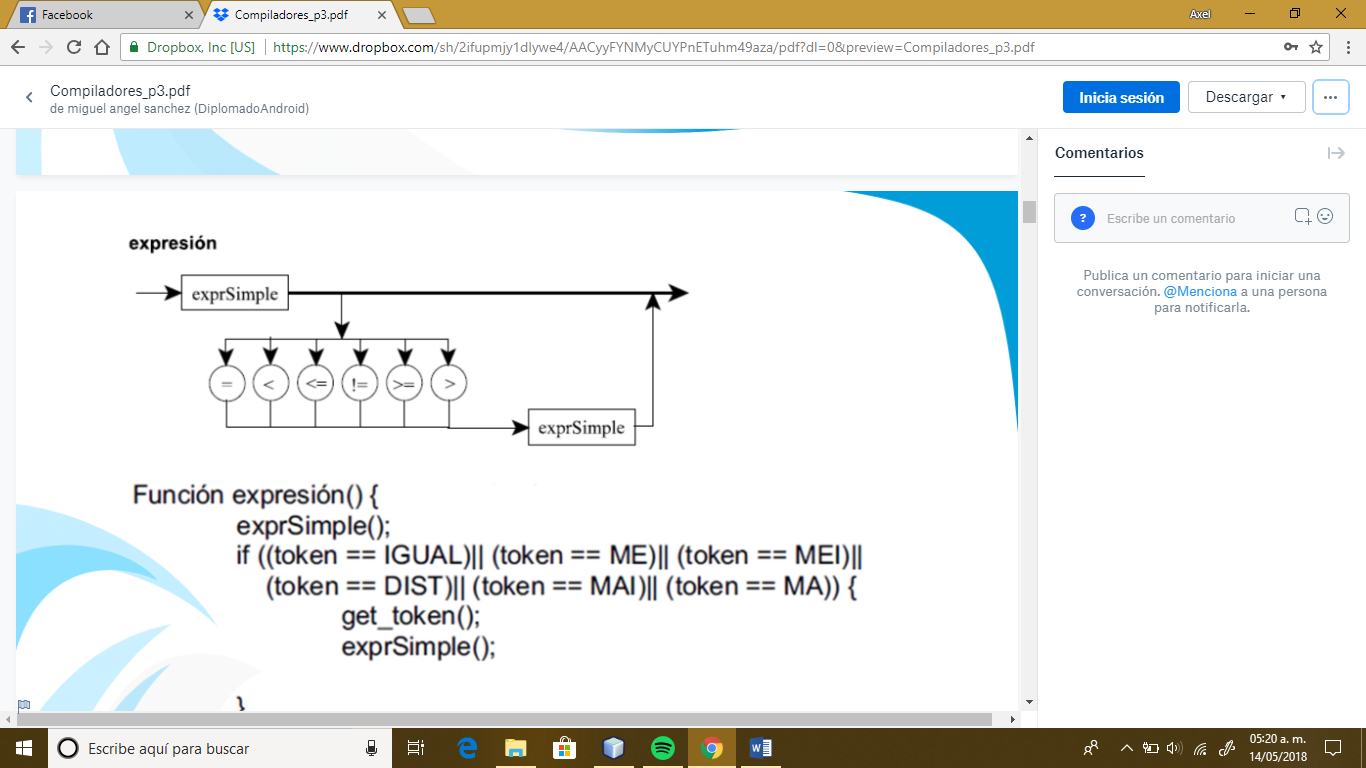 Facebook
Compiladores_p3.pdf
Axel
Dropbox, Inc [US]
https://www.dropbox.com/sh/2ifupmjy1dlywe4/AACyyFYNMyCUYPnETuhm49aza/pdf?dl=0&preview=Compiladores_p3.pdf
Compiladores_p3.pdf
de miguel angel sanchez (DiplomadoAndroid)
Inicia sesión
Descargar
Comentarios
?
Escribe un comentario
Publica un comentario para iniciar una
conversación. @Menciona a una persona
para notificarla.
expresión
exprSimple
= < <= != >= >
exprSimple
Función expresión() {
exprSimple();
if ((token == IGUAL)|| (token == ME)|| (token == MEI)||
(token == DIST)|| (token == MAI)|| (token == MA)) {
get_token();
exprSimple();
}
Escribe aquí para buscar
05:20 a. m.
14/05/2018